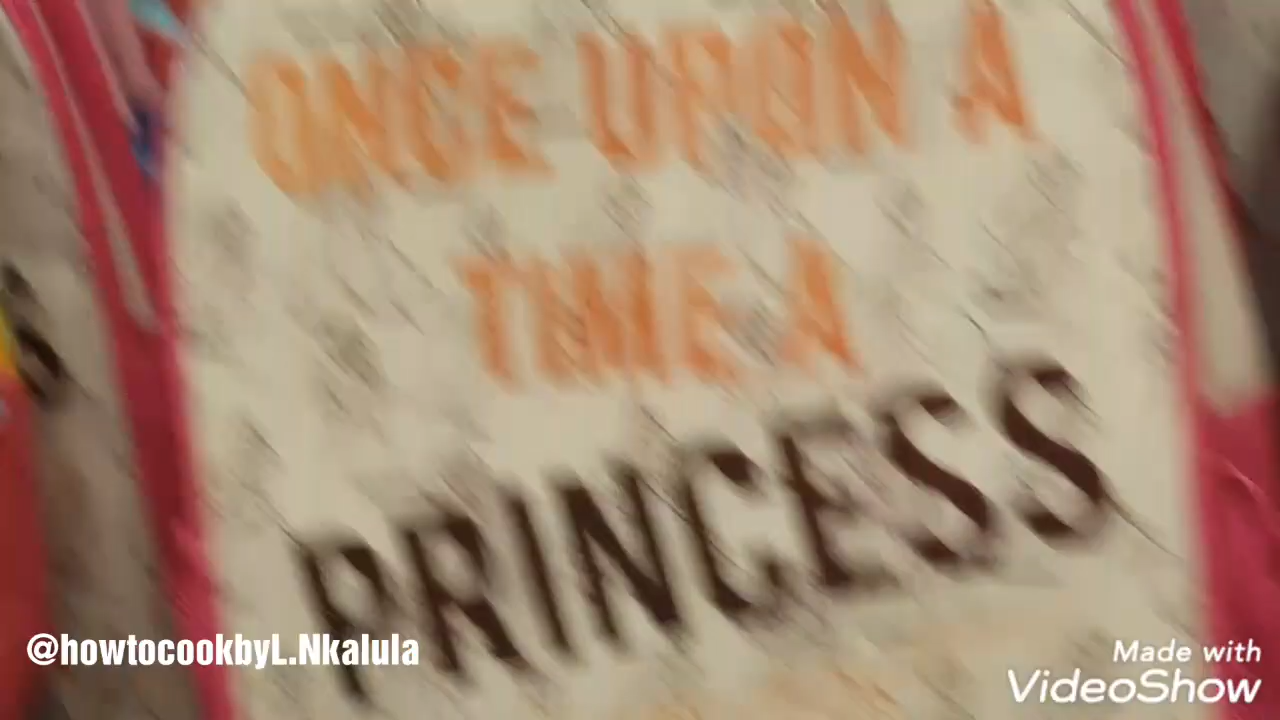 ONCE UPON A
TIME A
PRINCESS
@howtocookbyL.Nkalula
Made with
VideoShow